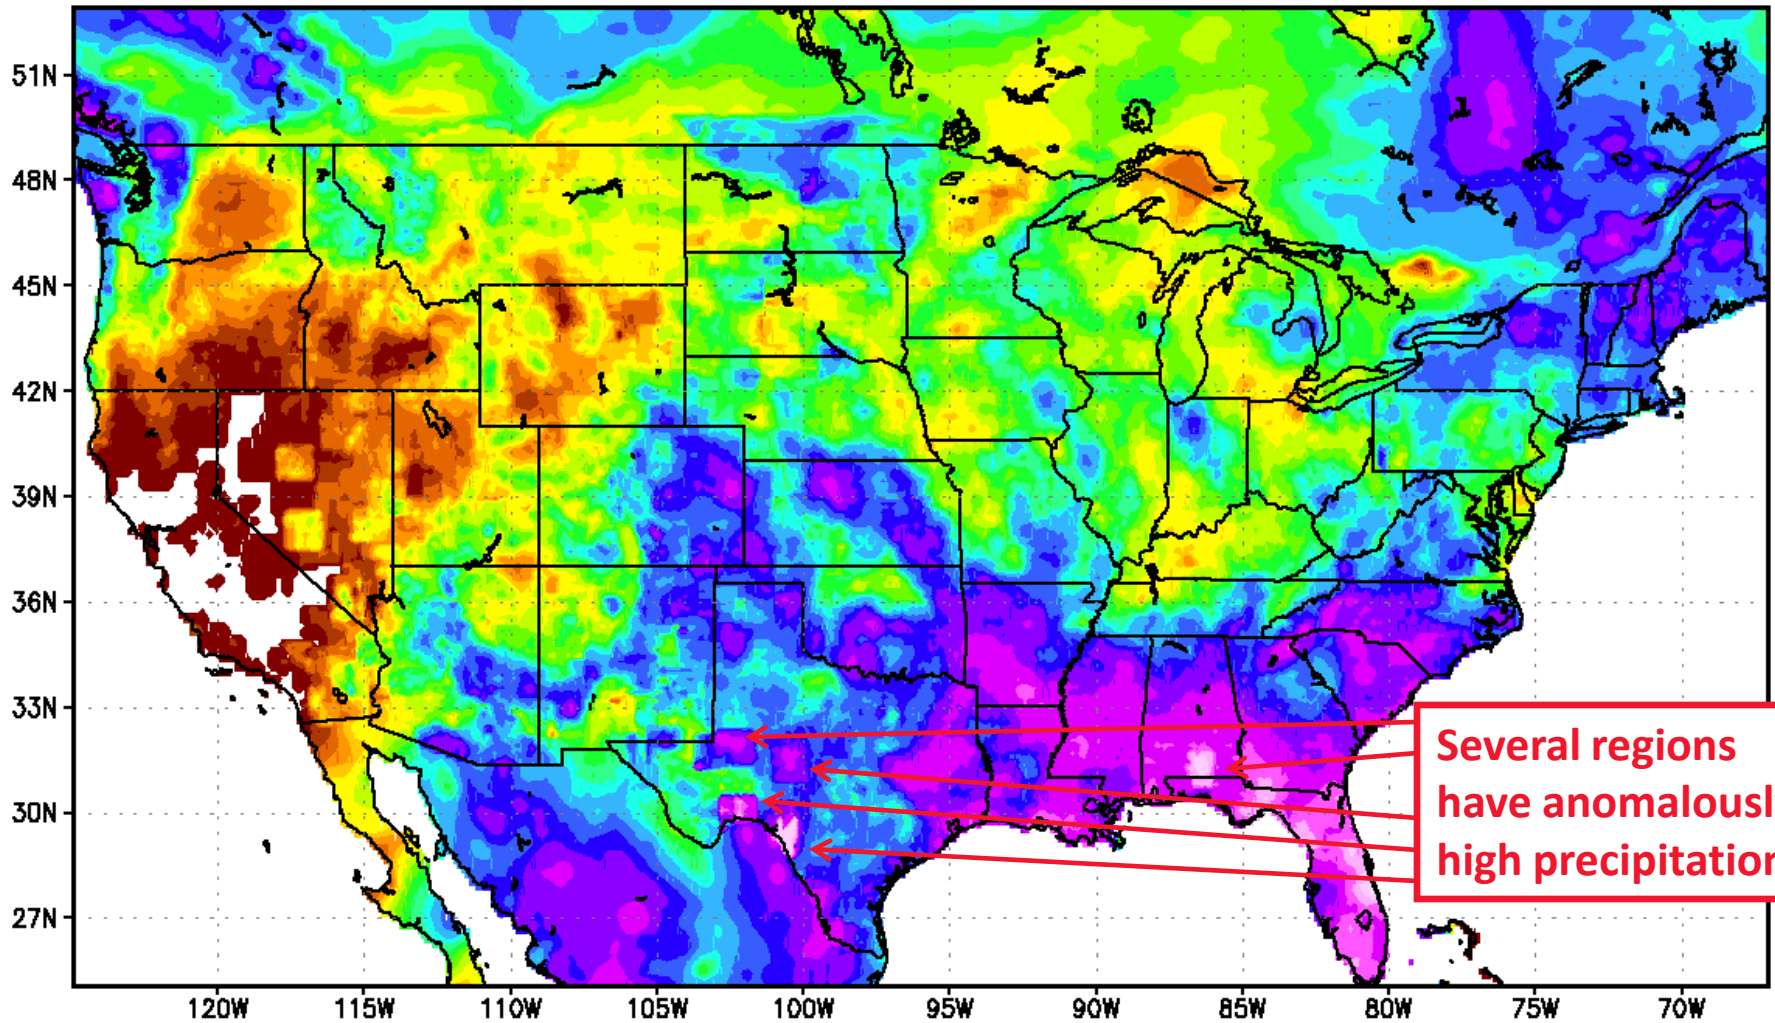 51N
48N
45N
42N
39N
36N
33N
30N
27N
Several regions
have anomalousl
high precipitation
120W 115W 110W 105W 100W 95W 90W 85W 80W 75W 70W